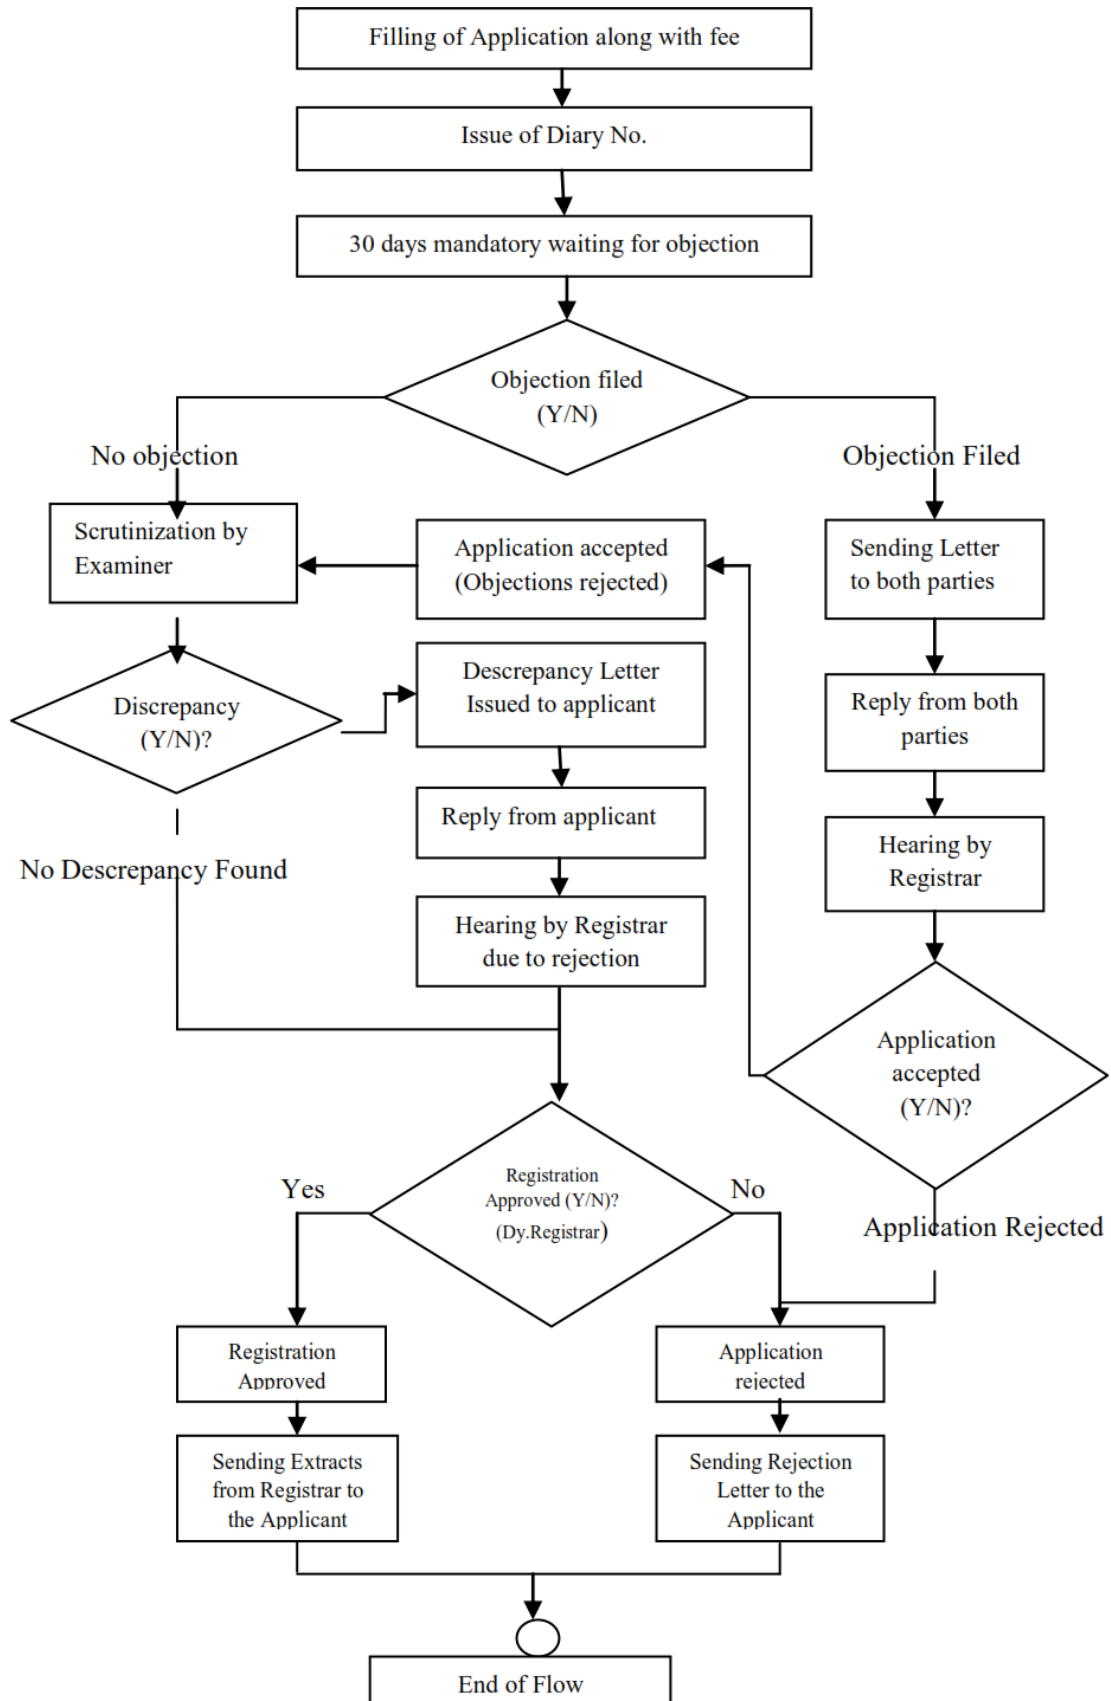 Filling of Application along with fee
Issue of Diary No.
30 days mandatory waiting for objection
Objection filed
(Y/N)
No objection
Objection Filed
Scrutinization by
Examiner
Application accepted
(Objections rejected)
Sending Letter
to both parties
Discrepancy
(Y/N)?
Descrepancy Letter
Issued to applicant
Reply from both
parties
Reply from applicant
No Descrepancy Found
Hearing by
Registrar
Hearing by Registrar
due to rejection
Application
accepted
(Y/N)?
Yes
Registration
Approved (Y/N)?
(Dy.Registrar)
No
Application Rejected
Registration
Approved
Application
rejected
Sending Extracts
from Registrar to
the Applicant
Sending Rejection
Letter to the
Applicant
End of Flow